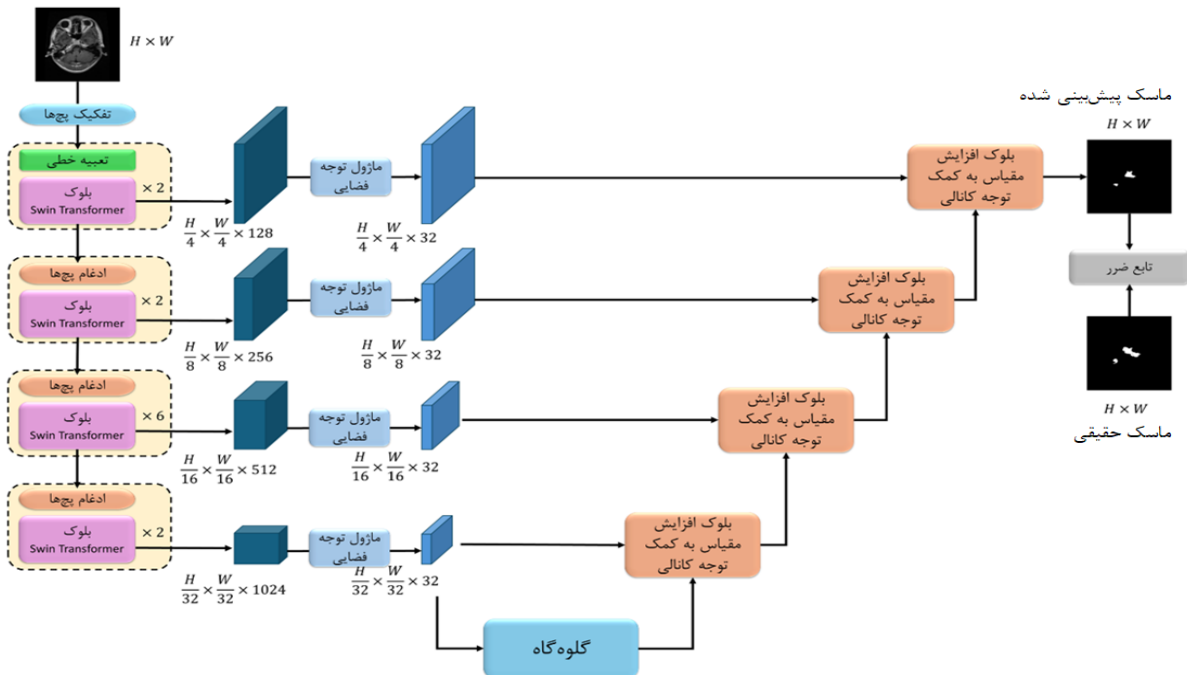 H × W
تفکیک پچ‌ها
تعبیه خطی
بلوک
Swin Transformer
× 2
H/4 × W/4 × 128
ماژول توجه
فضایی
H/4 × W/4 × 32
بلوک افزایش
مقیاس به کمک
توجه کانالی
ماسک پیش‌بینی شده
H × W
ادغام پچ‌ها
بلوک
Swin Transformer
× 2
H/8 × W/8 × 256
ماژول توجه
فضایی
H/8 × W/8 × 32
بلوک افزایش
مقیاس به کمک
توجه کانالی
تابع ضرر
ادغام پچ‌ها
بلوک
Swin Transformer
× 6
H/16 × W/16 × 512
ماژول توجه
فضایی
H/16 × W/16 × 32
بلوک افزایش
مقیاس به کمک
توجه کانالی
H × W
ماسک حقیقی
ادغام پچ‌ها
بلوک
Swin Transformer
× 2
H/32 × W/32 × 1024
ماژول توجه
فضایی
H/32 × W/32 × 32
بلوک افزایش
مقیاس به کمک
توجه کانالی
گلوه‌گاه